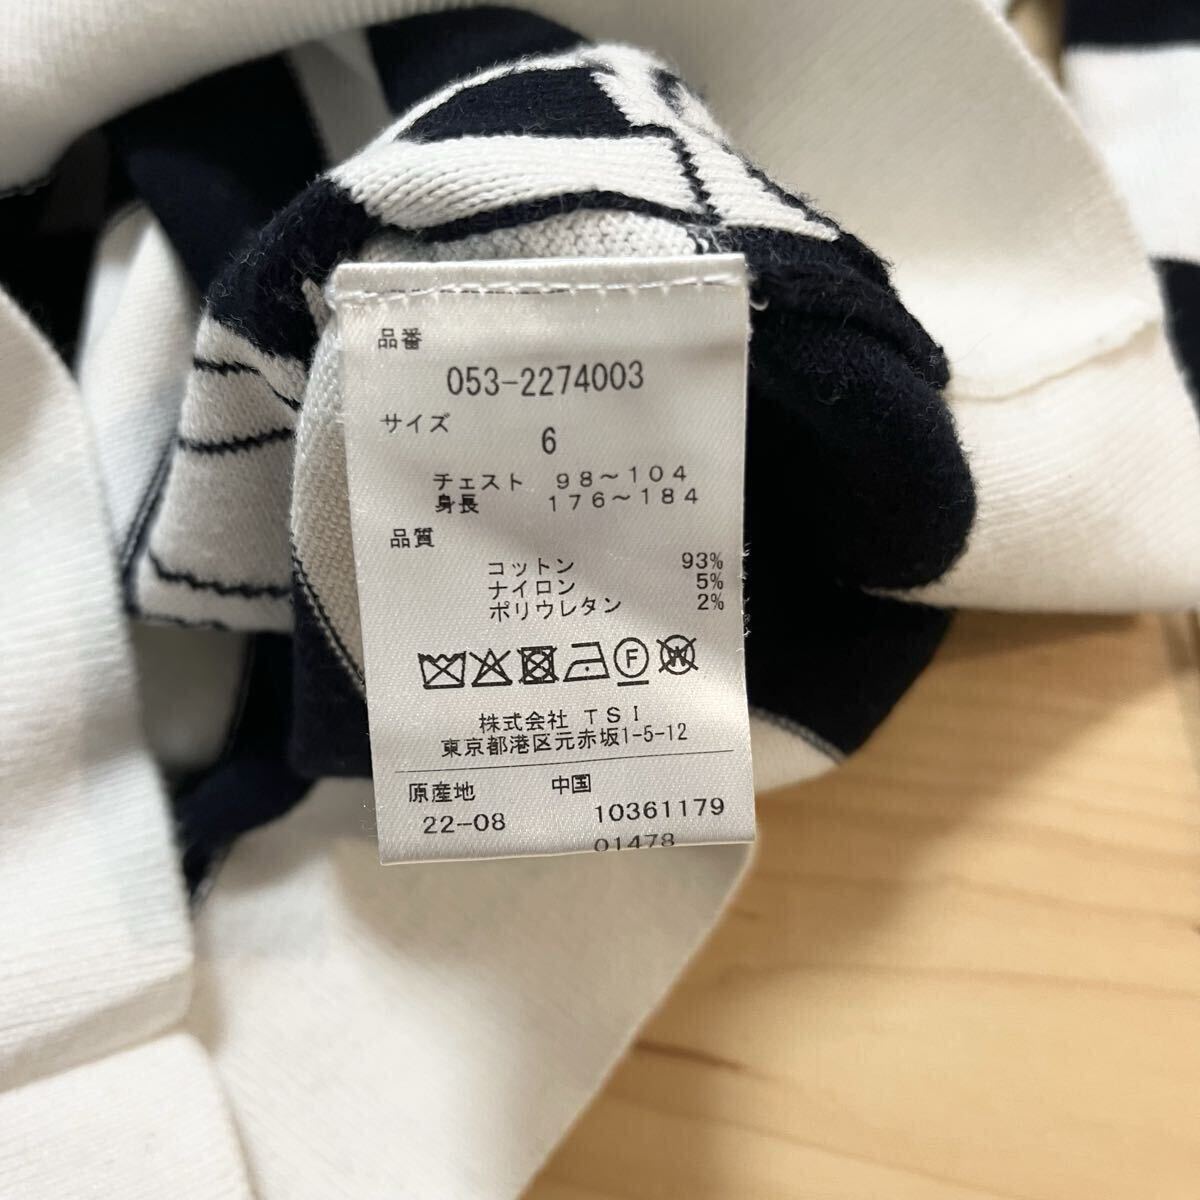 品番
053-2274003
サイズ
6
チェスト 98～104
身長 176～184
品質
コットン 93%
ナイロン 5%
ポリウレタン 2%
F W
株式会社 TSI
東京都港区元赤坂1-5-12
原産地 中国
22-08 10361179
01478